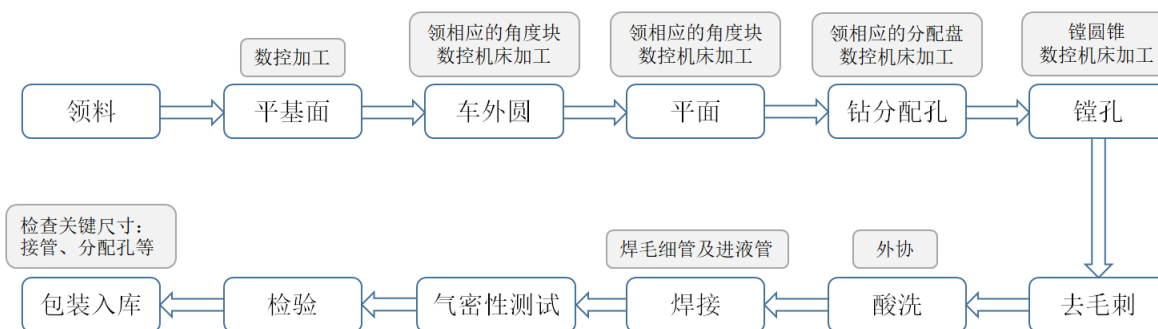 数控加工
领相应的角度块
数控机床加工
领相应的角度块
数控机床加工
领相应的分配盘
数控机床加工
镗圆锥
数控机床加工
领料
平基面
车外圆
平面
钻分配孔
镗孔
检查关键尺寸：
接管、分配孔等
焊毛细管及进液管
外协
包装入库
检验
气密性测试
焊接
酸洗
去毛刺